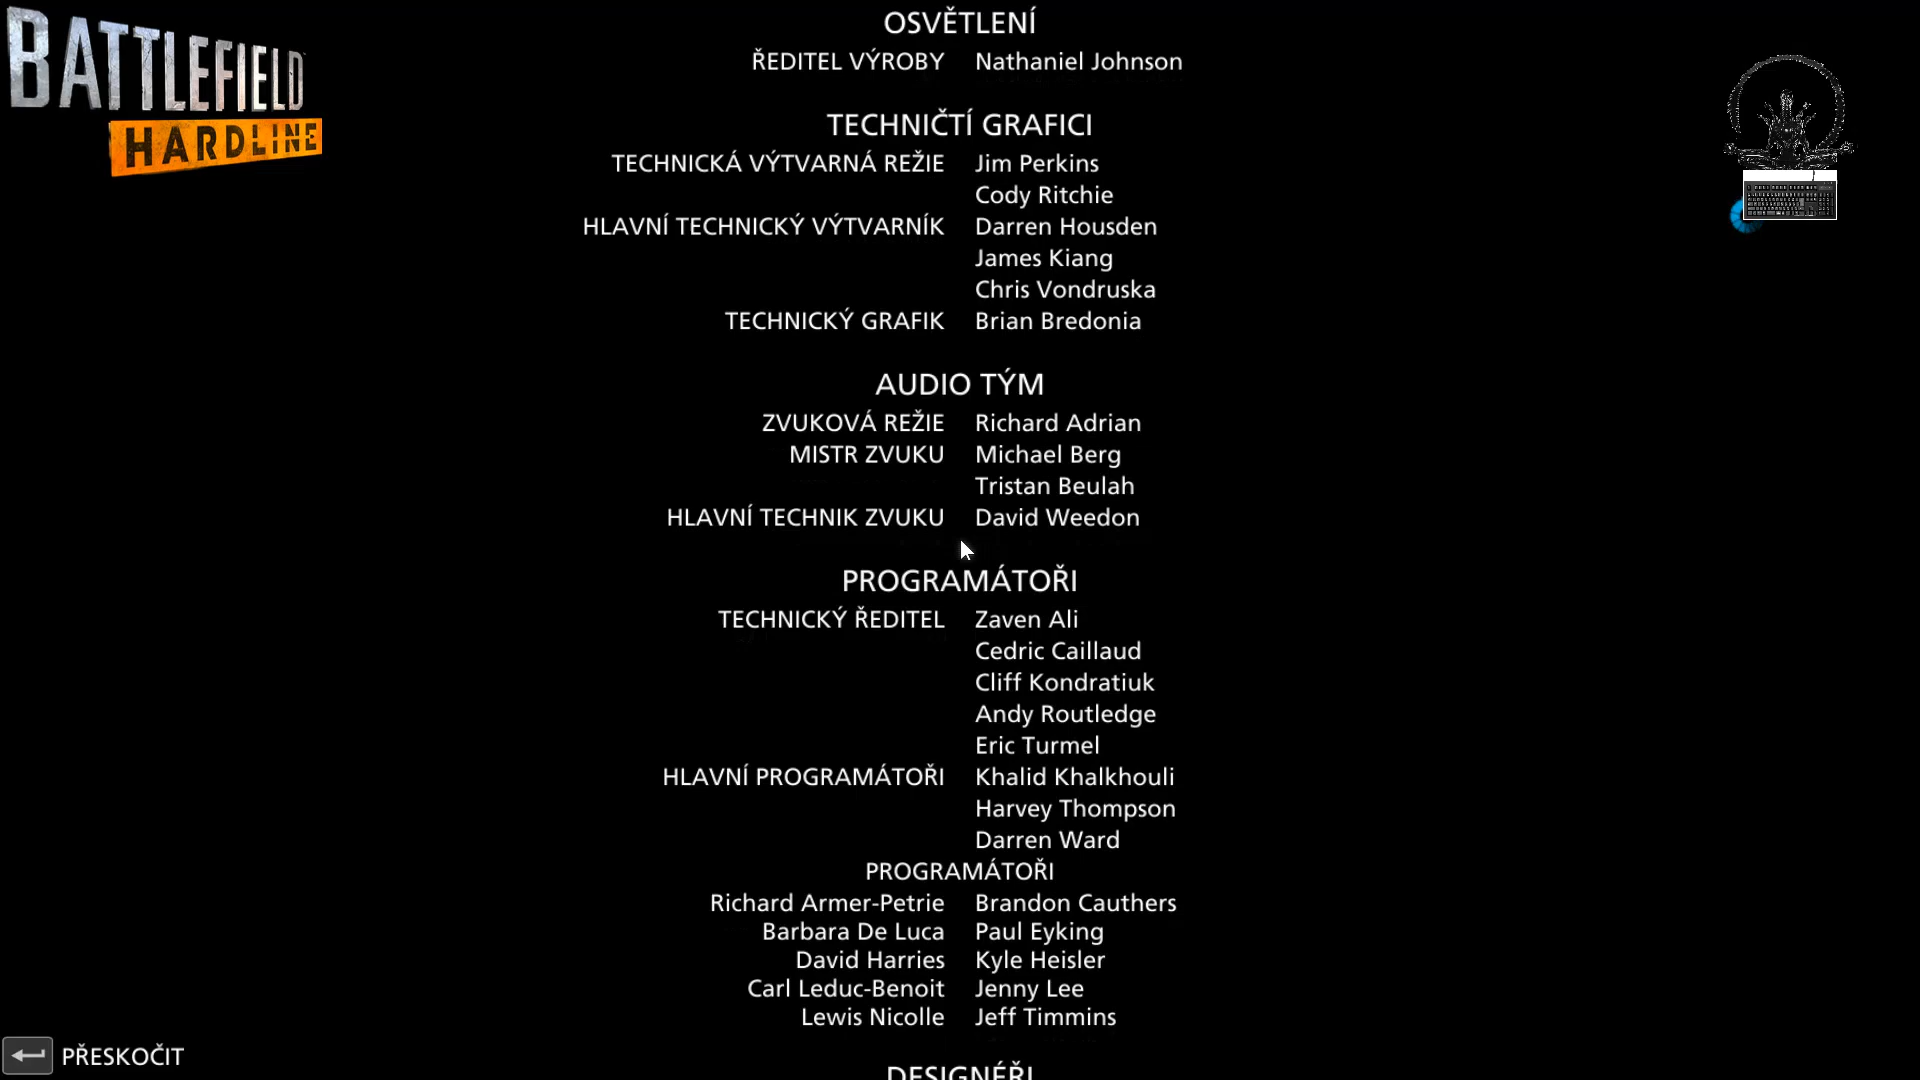 BATTLEFIELD
HARDLINE
OSVĚTLENÍ
ŘEDITEL VÝROBY Nathaniel Johnson
TECHNIČTÍ GRAFICI
TECHNICKÁ VÝTVARNÁ REŽIE Jim Perkins
Cody Ritchie
HLAVNÍ TECHNICKÝ VÝTVARNÍK Darren Housden
James Kiang
Chris Vondruska
TECHNICKÝ GRAFIK Brian Bredonia
AUDIO TÝM
ZVUKOVÁ REŽIE Richard Adrian
MISTR ZVUKU Michael Berg
Tristan Beulah
HLAVNÍ TECHNIK ZVUKU David Weedon
PROGRAMÁTOŘI
TECHNICKÝ ŘEDITEL Zaven Ali
Cedric Caillaud
Cliff Kondratiuk
Andy Routledge
Eric Turmel
HLAVNÍ PROGRAMÁTOŘI Khalid Khalkhouli
Harvey Thompson
Darren Ward
PROGRAMÁTOŘI
Richard Armer-Petrie Brandon Cauthers
Barbara De Luca Paul Eyking
David Harries Kyle Heisler
Carl Leduc-Benoit Jenny Lee
Lewis Nicolle Jeff Timmins
DESIGNÉŘI
PŘESKOČIT